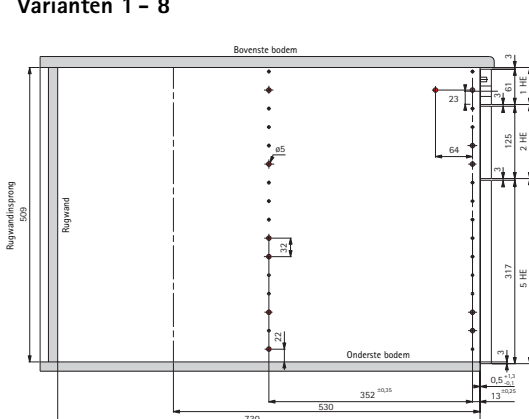 Varianten 1 – 8
Bovenste bodem
3
61
1 HE
3
23
125
2 HE
64
ø5
3
Rugwandinsprong
509
Rugwand
32
317
5 HE
22
Onderste bodem
3
0,5 +1,3 -0,1
352 ±0,25
13 ±0,25
530